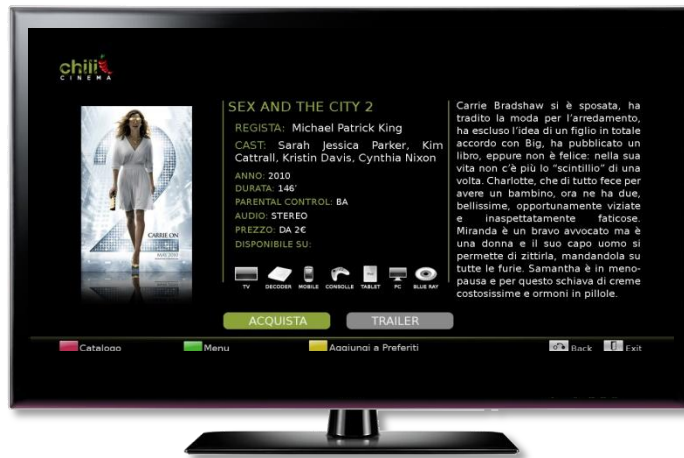 chili
CINEMA
2
CARRIE ON
SEX AND THE CITY 2
REGISTA: Michael Patrick King
CAST: Sarah Jessica Parker, Kim
Cattrall, Kristin Davis, Cynthia Nixon
ANNO: 2010
DURATA: 146'
PARENTAL CONTROL: BA
AUDIO: STEREO
PREZZO: DA 2€
DISPONIBILE SU:
TV DECODER MOBILE CONSOLLE TABLET PC BLUE RAY
Carrie Bradshaw si è sposata, ha
tradito la moda per l'arredamento,
ha escluso l'idea di un figlio in totale
accordo con Big, ha pubblicato un
libro, eppure non è felice: nella sua
vita non c'è più lo "scintillio" di una
volta. Charlotte, che di tutto fece per
avere un bambino, ora ne ha due,
bellissime, opportunamente viziate
e inaspettatamente faticose.
Miranda è un bravo avvocato ma è
una donna e il suo capo uomo si
permette di zittirla, mandandola su
tutte le furie. Samantha è in meno-
pausa e per questo schiava di creme
costosissime e ormoni in pillole.
ACQUISTA TRAILER
Catalogo Menu Aggiungi a Preferiti Back Exit